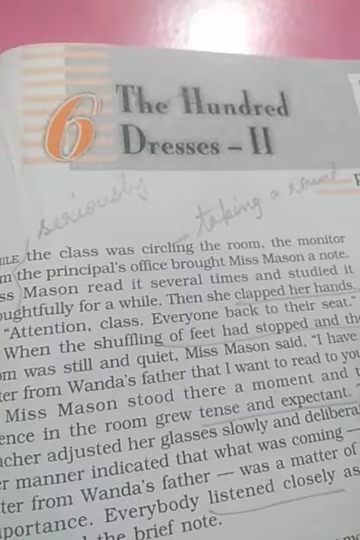 6
The Hundred
Dresses – II
seriously
taking a round
ILE the class was circling the room, the monitor
m the principal's office brought Miss Mason a note.
ss Mason read it several times and studied it
oughtfully for a while. Then she clapped her hands.
"Attention, class. Everyone back to their seat."
When the shuffling of feet had stopped and the
om was still and quiet, Miss Mason said, "I have
ter from Wanda's father that I want to read to you
Miss Mason stood there a moment and t
ence in the room grew tense and expectant.
acher adjusted her glasses slowly and delibera
er manner indicated that what was coming —
ter from Wanda's father — was a matter of
portance. Everybody listened closely as
the brief note.